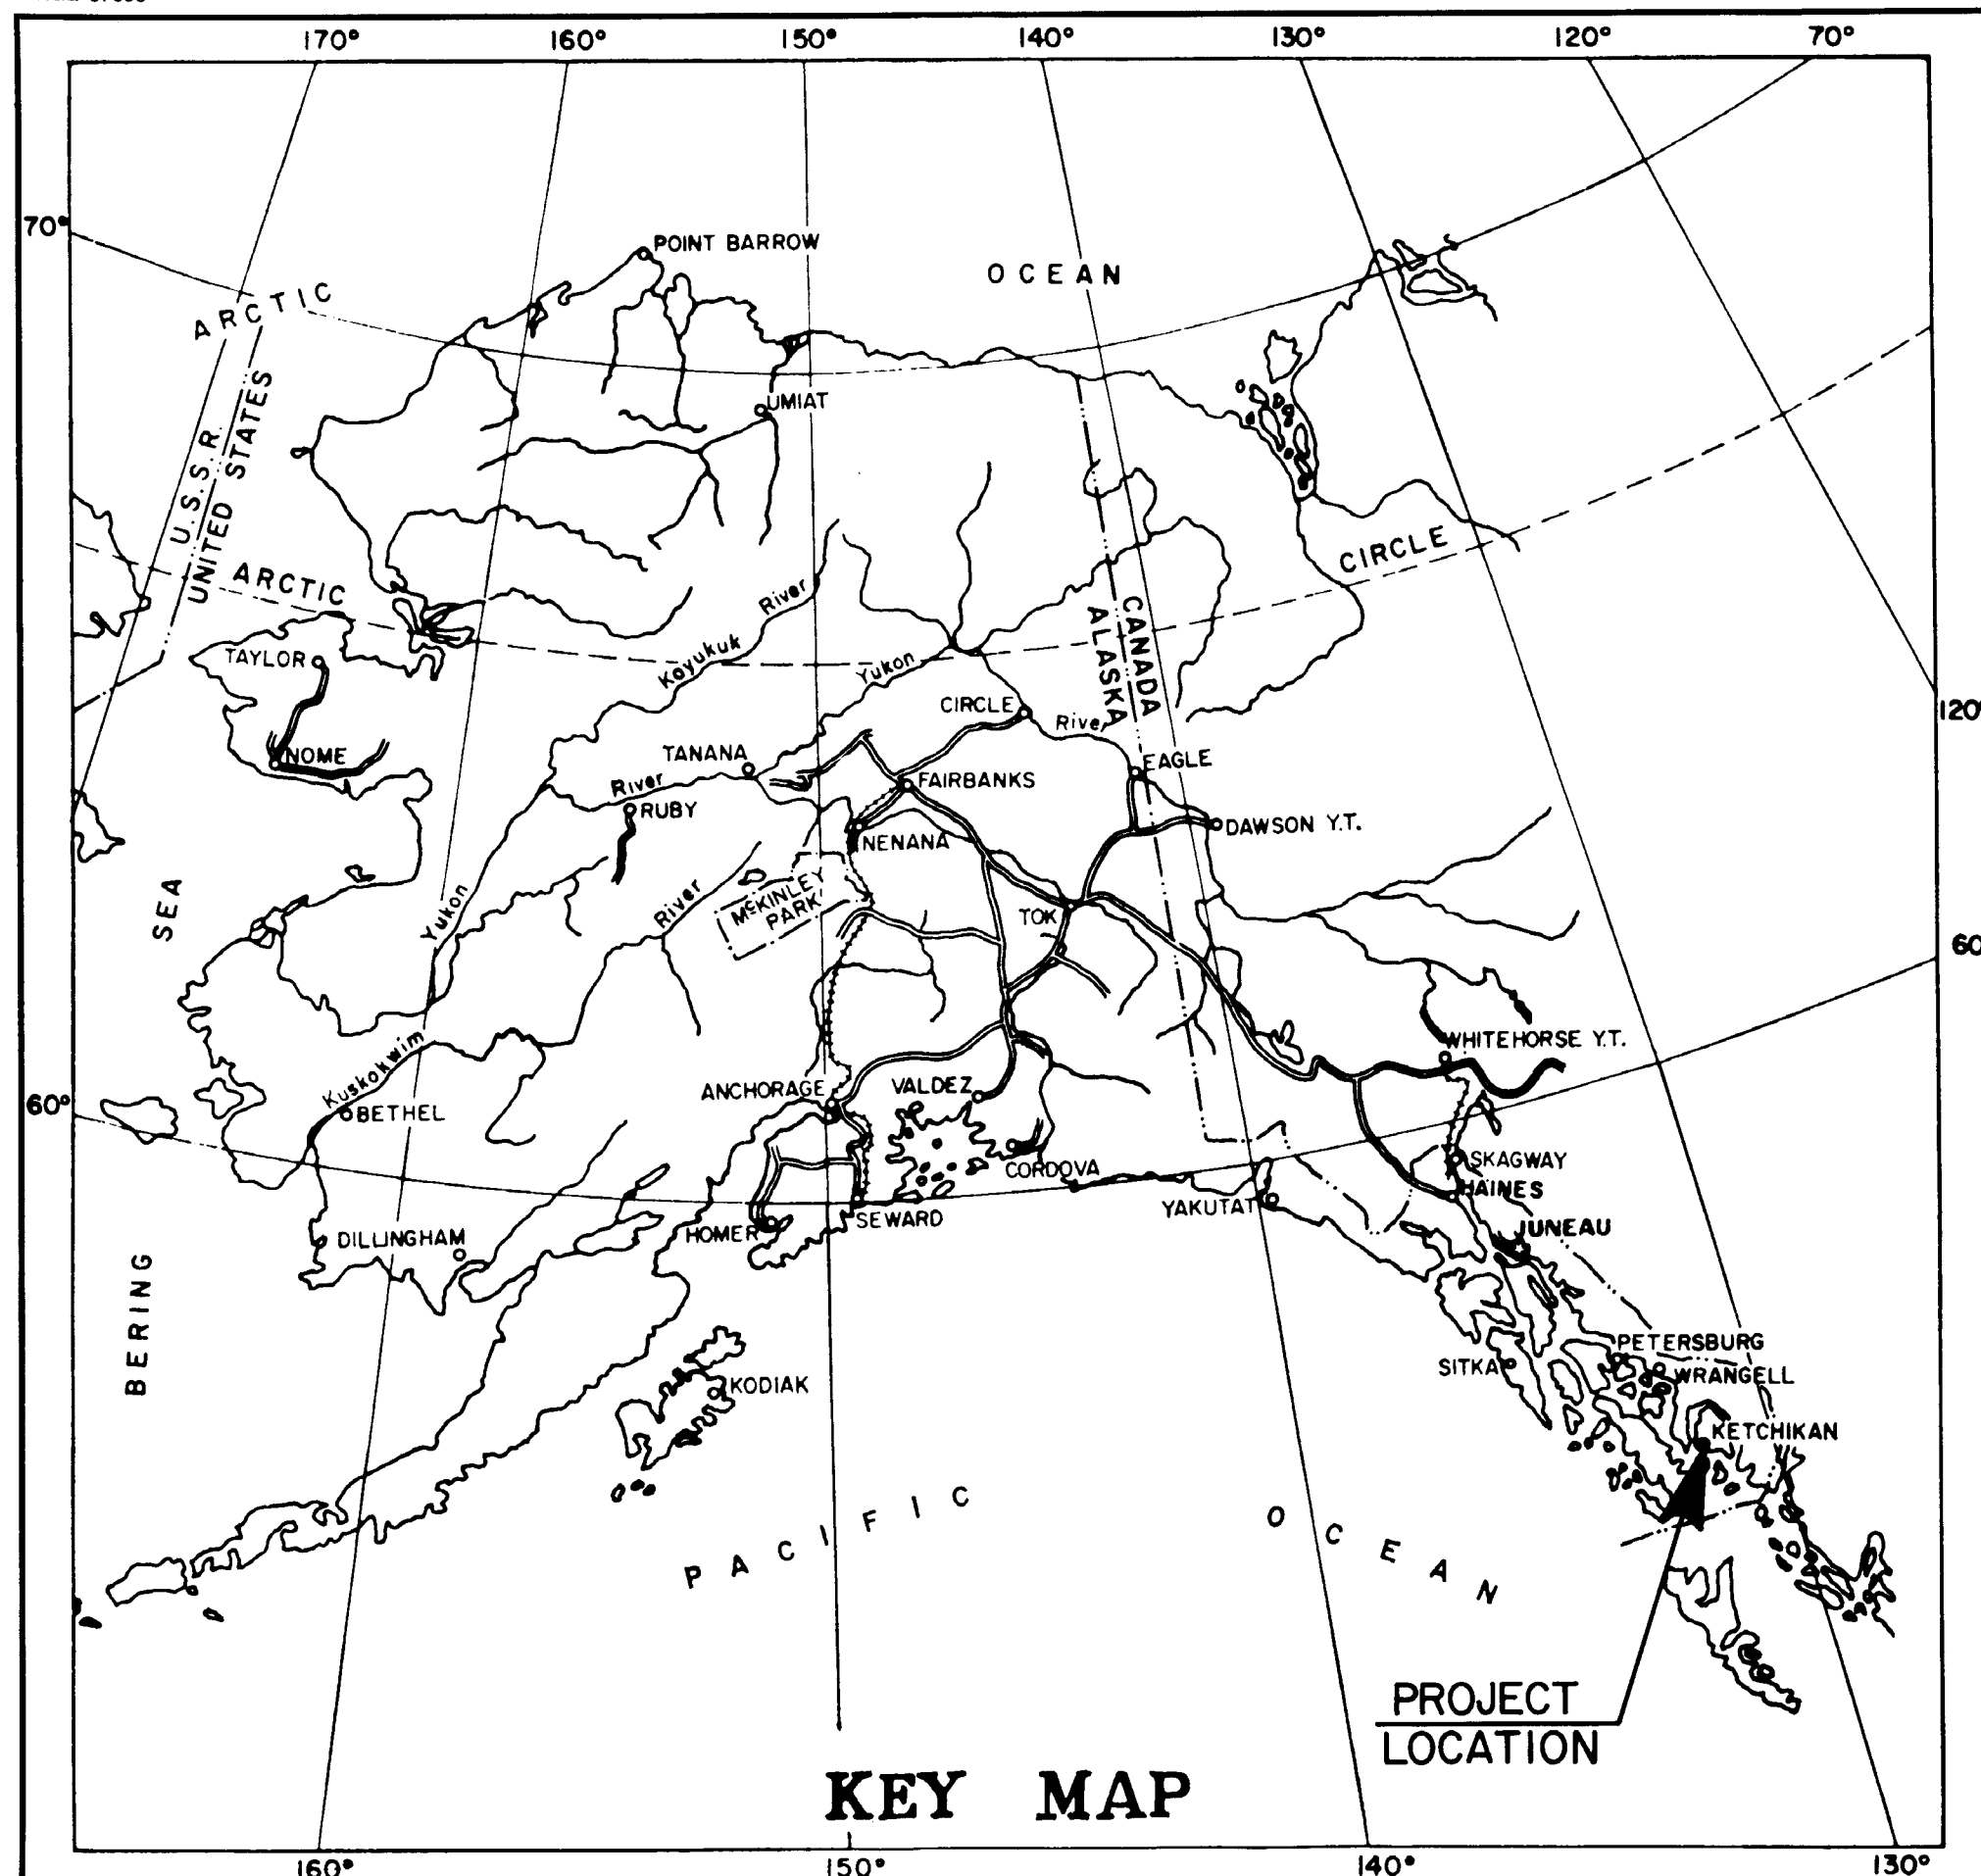 170° 160° 150° 140° 130° 120° 70°
70°
POINT BARROW
OCEAN
ARCTIC
UMIAT
U.S.S.R.
UNITED STATES
ARCTIC
CIRCLE
CANADA
ALASKA
TAYLOR
Koyukuk River
Yukon
CIRCLE
River
120°
NOME
TANANA
River
RUBY
FAIRBANKS
EAGLE
NENANA
DAWSON Y.T.
McKINLEY
PARK
SEA
Yukon
River
TOK
60°
WHITEHORSE Y.T.
60°
Kuskokwim
BETHEL
ANCHORAGE
VALDEZ
CORDOVA
SKAGWAY
HAINES
YAKUTAT
SEWARD
HOMER
DILLINGHAM
JUNEAU
BERING
PETERSBURG
SITKA
WRANGELL
KODIAK
KETCHIKAN
PACIFIC OCEAN
PROJECT
LOCATION
KEY MAP
160° 150° 140° 130°